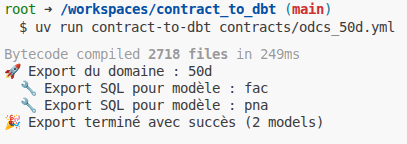 root ➜ /workspaces/contract_to_dbt (main)
$ uv run contract-to-dbt contracts/odcs_50d.yml
Bytecode compiled 2718 files in 249ms
🚀 Export du domaine : 50d
🔧 Export SQL pour modèle : fac
🔧 Export SQL pour modèle : pna
🎉 Export terminé avec succès (2 models)